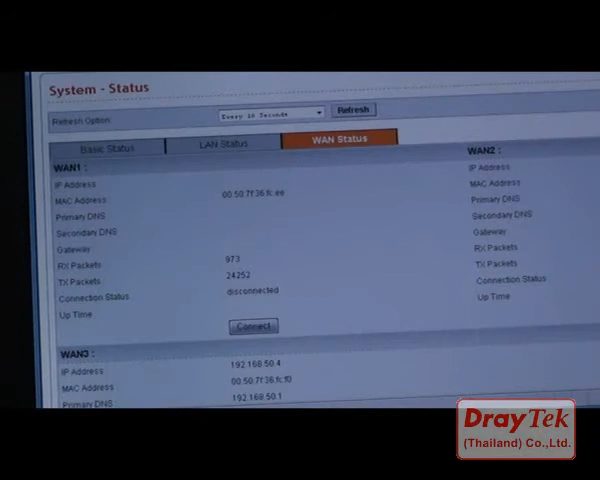 System - Status
Refresh Option:
Every 10 Seconds
Refresh
Basic Status
LAN Status
WAN Status
WAN1 :
IP Address
MAC Address 00:50:7f:36:fc:ee
Primary DNS
Secondary DNS
Gateway
RX Packets 973
TX Packets 24252
Connection Status disconnected
Up Time
Connect
WAN2 :
IP Address
MAC Address
Primary DNS
Secondary DNS
Gateway
RX Packets
TX Packets
Connection Status
Up Time
WAN3 :
IP Address 192.168.50.4
MAC Address 00:50:7f:36:fc:f0
Primary DNS 192.168.50.1
DrayTek
(Thailand) Co.,Ltd.